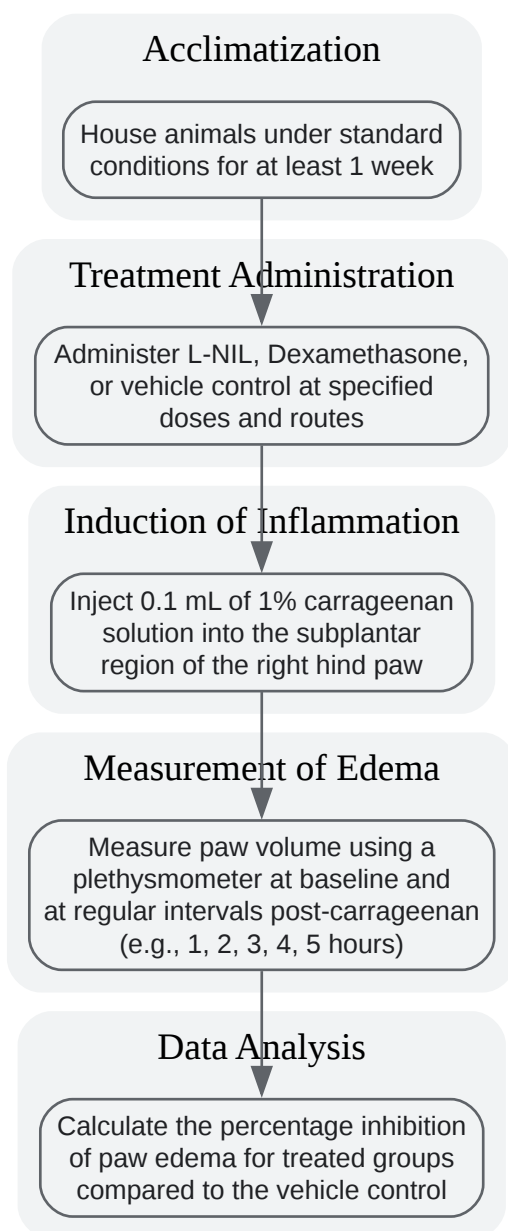 Acclimatization
House animals under standard
conditions for at least 1 week
Treatment Administration
Administer L-NIL, Dexamethasone,
or vehicle control at specified
doses and routes
Induction of Inflammation
Inject 0.1 mL of 1% carrageenan
solution into the subplantar
region of the right hind paw
Measurement of Edema
Measure paw volume using a
plethysmometer at baseline and
at regular intervals post-carrageenan
(e.g., 1, 2, 3, 4, 5 hours)
Data Analysis
Calculate the percentage inhibition
of paw edema for treated groups
compared to the vehicle control